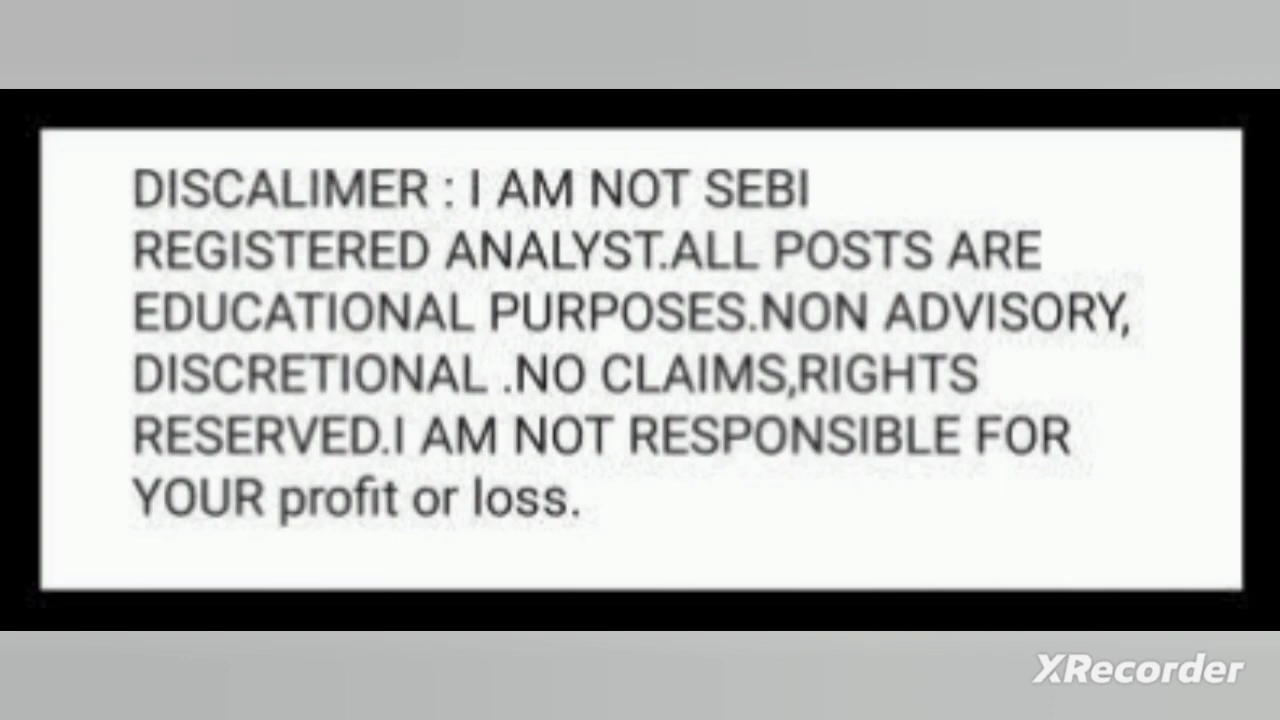 DISCALIMER : I AM NOT SEBI
REGISTERED ANALYST.ALL POSTS ARE
EDUCATIONAL PURPOSES.NON ADVISORY,
DISCRETIONAL .NO CLAIMS,RIGHTS
RESERVED.I AM NOT RESPONSIBLE FOR
YOUR profit or loss.
XRecorder